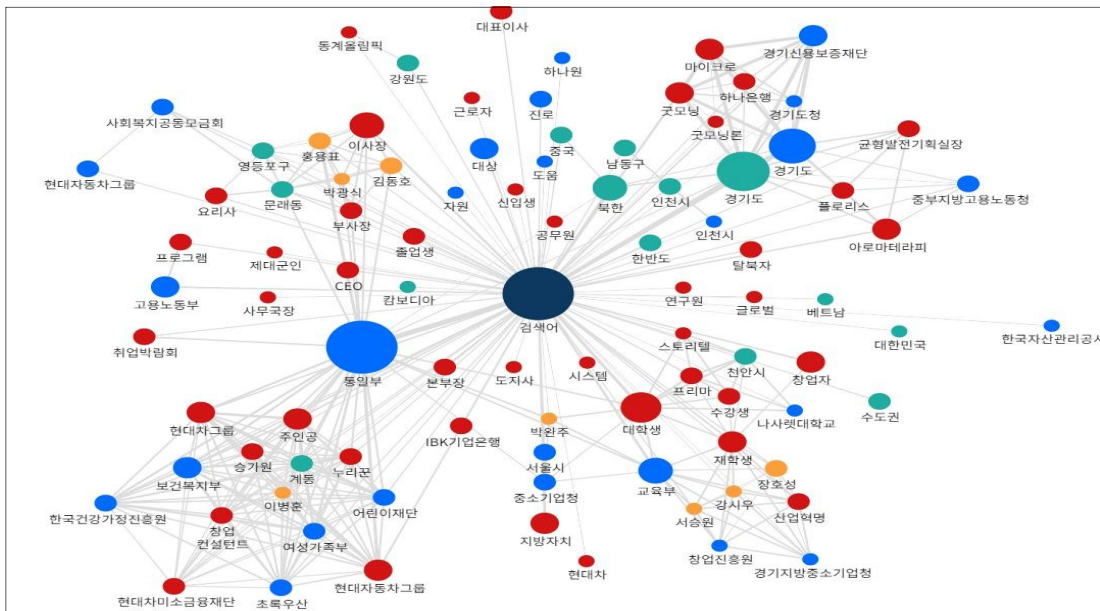 대표이사
동계올림픽
강원도
하나원
마이크로
경기신용보증재단
하나은행
굿모닝
경기도청
근로자
진로
굿모닝론
사회복지공동모금회
이사장
홍용표
영등포구
대상
중국
남동구
경기도
경기도
균형발전기획실장
현대자동차그룹
박광식
김동호
도움
요리사
문래동
자원
신입생
북한
인천시
플로리스
중부지방고용노동청
부사장
공무원
인천시
아로마테라피
프로그램
졸업생
한반도
탈북자
제대군인
CEO
고용노동부
캄보디아
사무국장
검색어
연구원
글로벌
베트남
대한민국
한국자산관리공사
취업박람회
통일부
스토리텔
본부장
도지사
시스템
천안시
창업자
프리마
수도권
현대차그룹
주인공
IBK기업은행
박완주
대학생
수강생
나사렛대학교
승가원
누리꾼
서울시
재학생
보건복지부
계동
중소기업청
교육부
장호성
이병훈
어린이재단
강시우
한국건강가정진흥원
서승원
산업혁명
창업
컨설턴트
여성가족부
지방자치
창업진흥원
현대차
경기지방중소기업청
현대자동차그룹
현대차미소금융재단
초록우산